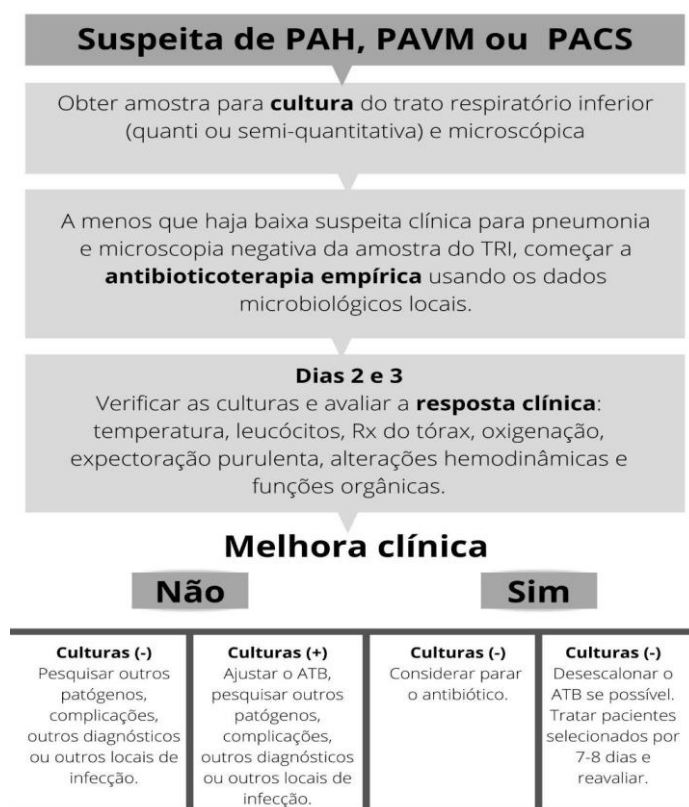 Suspeita de PAH, PAVM ou PACS
Obter amostra para cultura do trato respiratório inferior
(quanti ou semi-quantitativa) e microscópica
A menos que haja baixa suspeita clínica para pneumonia
e microscopia negativa da amostra do TRI, começar a
antibioticoterapia empírica usando os dados
microbiológicos locais.
Dias 2 e 3
Verificar as culturas e avaliar a resposta clínica:
temperatura, leucócitos, Rx do tórax, oxigenação,
expectoração purulenta, alterações hemodinâmicas e
funções orgânicas.
Melhora clínica
Não
Sim
Culturas (-)
Pesquisar outros
patógenos,
complicações,
outros diagnósticos
ou outros locais de
infecção.
Culturas (+)
Ajustar o ATB,
pesquisar outros
patógenos,
complicações,
outros diagnósticos
ou outros locais de
infecção.
Culturas (-)
Considerar parar
o antibiótico.
Culturas (-)
Desescalonar o
ATB se possível.
Tratar pacientes
selecionados por
7-8 dias e
reavaliar.